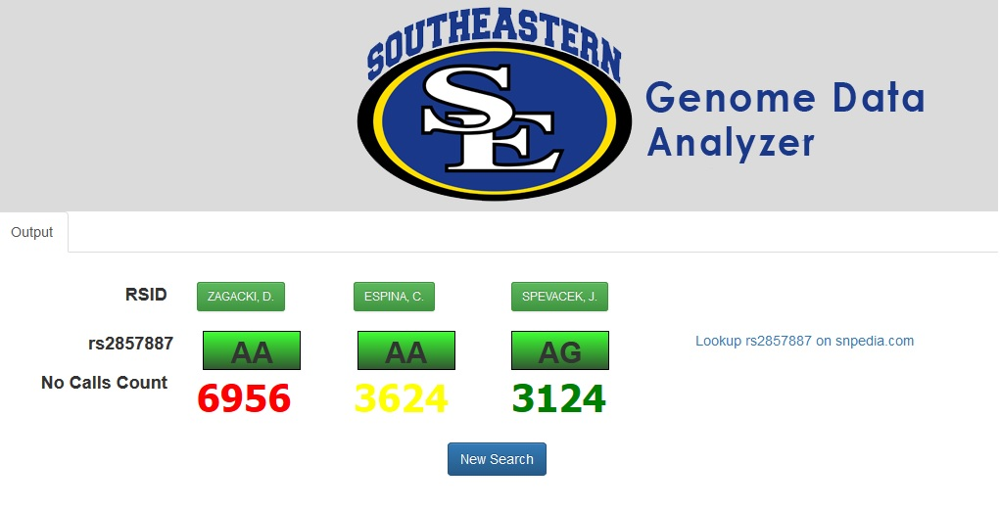 SOUTHEASTERN
SE
Genome Data
Analyzer
Output
RSID ZAGACKI, D. ESPINA, C. SPEVACEK, J.
rs2857887 AA AA AG Lookup rs2857887 on snpedia.com
No Calls Count 6956 3624 3124
New Search